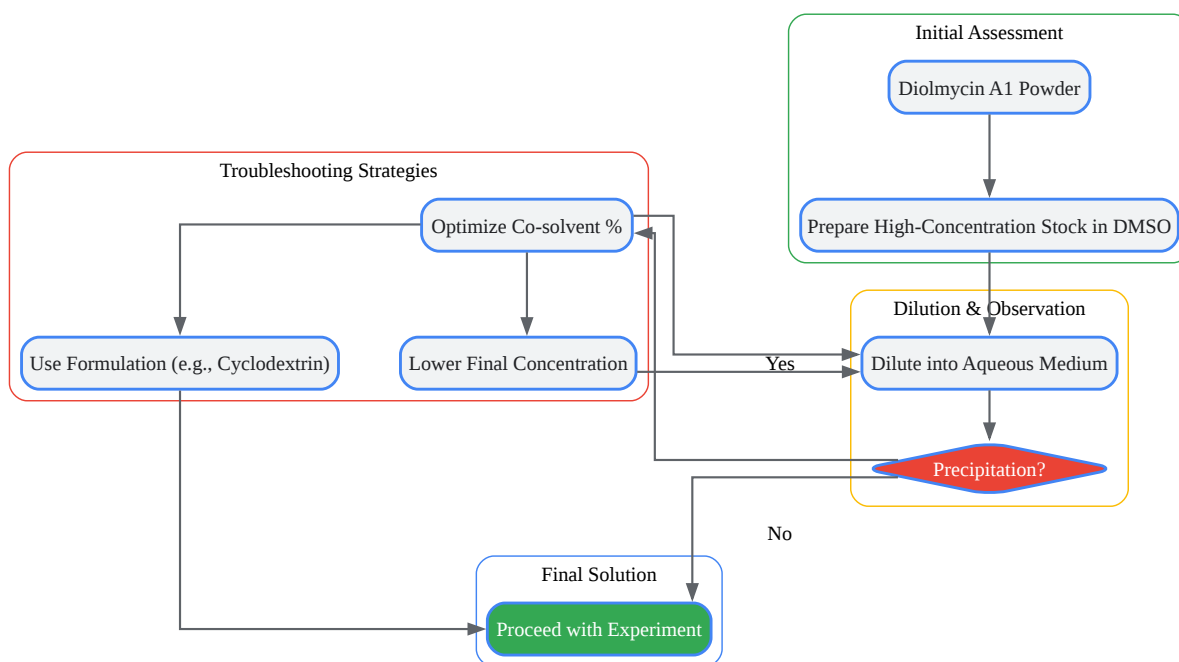 Initial Assessment
Diolmycin A1 Powder
Prepare High-Concentration Stock in DMSO
Troubleshooting Strategies
Optimize Co-solvent %
Use Formulation (e.g., Cyclodextrin)
Lower Final Concentration
Yes
Dilution & Observation
Dilute into Aqueous Medium
Precipitation?
No
Final Solution
Proceed with Experiment